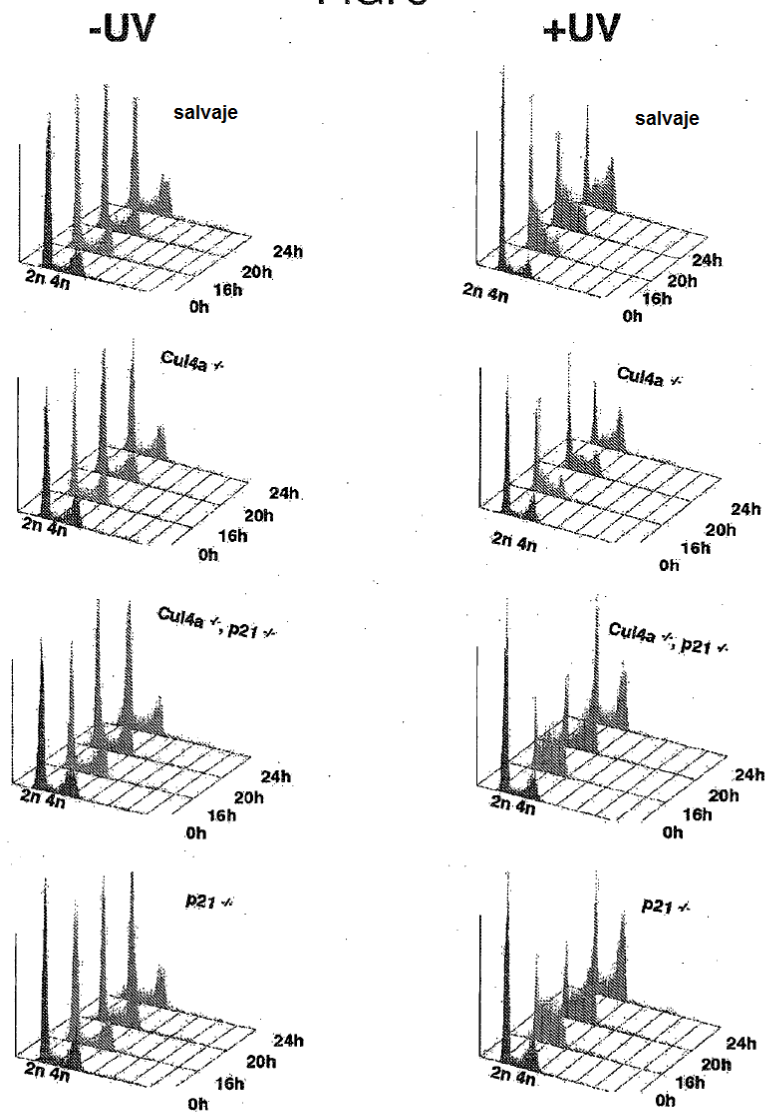 -UV
+UV
salvaje
salvaje
24h
20h
16h
0h
2n 4n
24h
20h
16h
0h
2n 4n
Cul4a -/-
Cul4a -/-
24h
20h
16h
0h
2n 4n
24h
20h
16h
0h
2n 4n
Cul4a -/-, p21 -/-
Cul4a -/-, p21 -/-
24h
20h
16h
0h
2n 4n
24h
20h
16h
0h
2n 4n
p21 -/-
p21 -/-
24h
20h
16h
0h
2n 4n
24h
20h
16h
0h
2n 4n